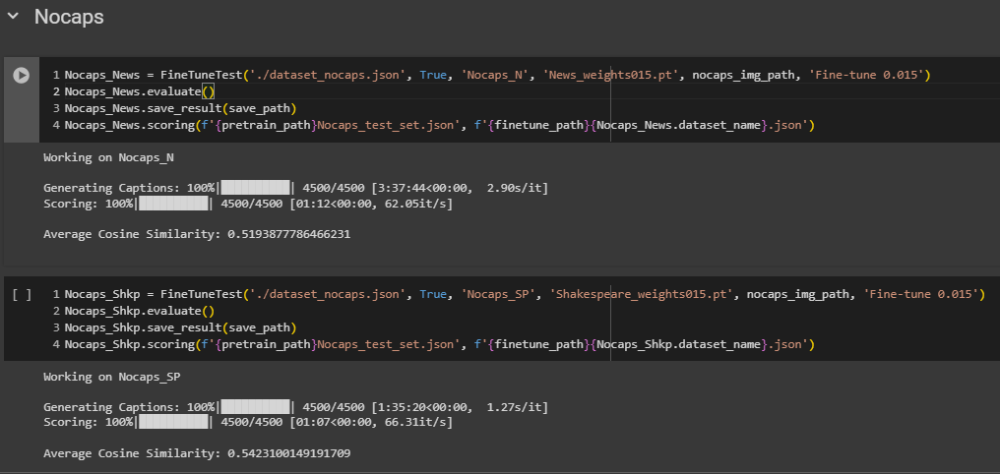 Nocaps
1 Nocaps_News = FineTuneTest('./dataset_nocaps.json', True, 'Nocaps_N', 'News_weights015.pt', nocaps_img_path, 'Fine-tune 0.015')
2 Nocaps_News.evaluate()
3 Nocaps_News.save_result(save_path)
4 Nocaps_News.scoring(f'{pretrain_path}Nocaps_test_set.json', f'{finetune_path}{Nocaps_News.dataset_name}.json')
Working on Nocaps_N
Generating Captions: 100%|██████████| 4500/4500 [3:37:44<00:00,  2.90s/it]
Scoring: 100%|██████████| 4500/4500 [01:12<00:00, 62.05it/s]
Average Cosine Similarity: 0.5193877786466231
[ ]
1 Nocaps_Shkp = FineTuneTest('./dataset_nocaps.json', True, 'Nocaps_SP', 'Shakespeare_weights015.pt', nocaps_img_path, 'Fine-tune 0.015')
2 Nocaps_Shkp.evaluate()
3 Nocaps_Shkp.save_result(save_path)
4 Nocaps_Shkp.scoring(f'{pretrain_path}Nocaps_test_set.json', f'{finetune_path}{Nocaps_Shkp.dataset_name}.json')
Working on Nocaps_SP
Generating Captions: 100%|██████████| 4500/4500 [1:35:20<00:00,  1.27s/it]
Scoring: 100%|██████████| 4500/4500 [01:07<00:00, 66.31it/s]
Average Cosine Similarity: 0.5423100149191709